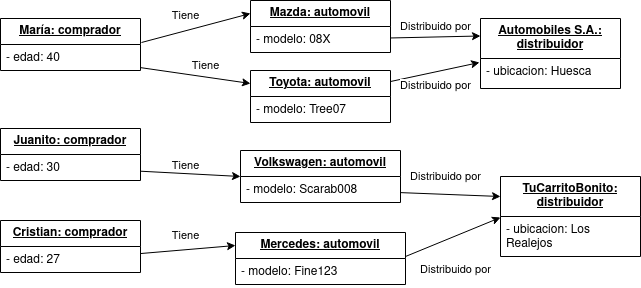 María: comprador
- edad: 40
Tiene
Tiene
Mazda: automovil
- modelo: 08X
Toyota: automovil
- modelo: Tree07
Distribuido por
Distribuido por
Automobiles S.A.:
distribuidor
- ubicacion: Huesca
Juanito: comprador
- edad: 30
Tiene
Volkswagen: automovil
- modelo: Scarab008
Distribuido por
TuCarritoBonito:
distribuidor
- ubicacion: Los
Realejos
Cristian: comprador
- edad: 27
Tiene
Mercedes: automovil
- modelo: Fine123
Distribuido por